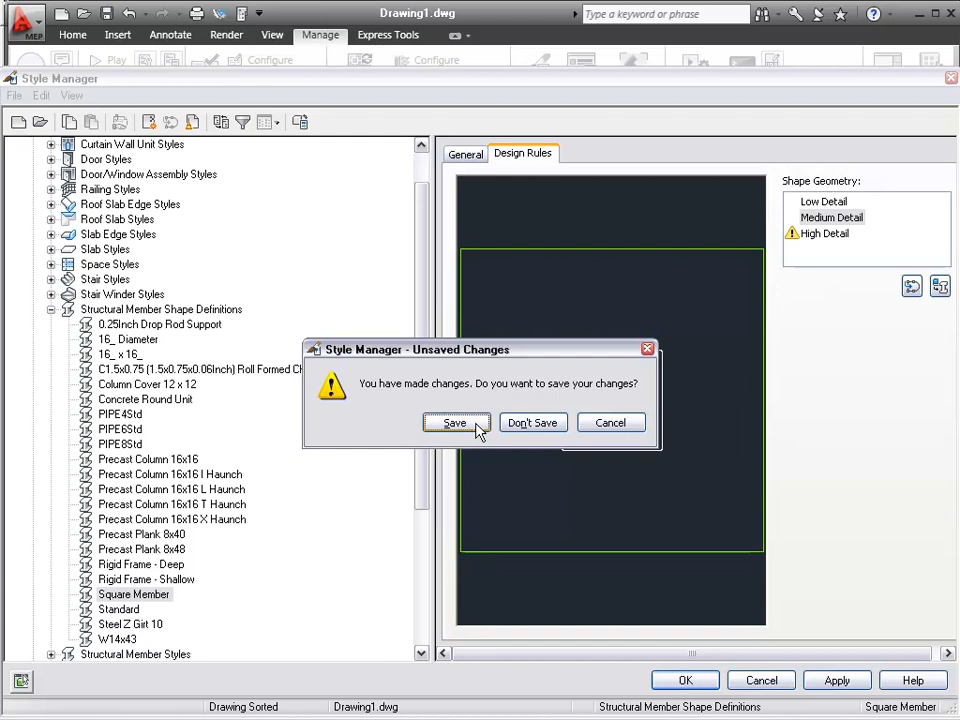 Drawing1.dwg
Type a keyword or phrase
MEP
Home
Insert
Annotate
Render
View
Manage
Express Tools
Play
Configure
Configure
Style Manager
File
Edit
View
Curtain Wall Unit Styles
Door Styles
Door/Window Assembly Styles
Railing Styles
Roof Slab Edge Styles
Roof Slab Styles
Slab Edge Styles
Slab Styles
Space Styles
Stair Styles
Stair Winder Styles
Structural Member Shape Definitions
0.25Inch Drop Rod Support
16_ Diameter
16_ x 16_
C1.5x0.75 (1.5x0.75x0.06Inch) Roll Formed
Column Cover 12 x 12
Concrete Round Unit
PIPE4Std
PIPE6Std
PIPE8Std
Precast Column 16x16
Precast Column 16x16 I Haunch
Precast Column 16x16 L Haunch
Precast Column 16x16 T Haunch
Precast Column 16x16 X Haunch
Precast Plank 8x40
Precast Plank 8x48
Rigid Frame - Deep
Rigid Frame - Shallow
Square Member
Standard
Steel Z Girt 10
W14x43
Structural Member Styles
General
Design Rules
Shape Geometry:
Low Detail
Medium Detail
High Detail
Style Manager - Unsaved Changes
You have made changes. Do you want to save your changes?
Save
Don't Save
Cancel
OK
Cancel
Apply
Help
Drawing Sorted
Drawing1.dwg
Structural Member Shape Definitions
Square Member